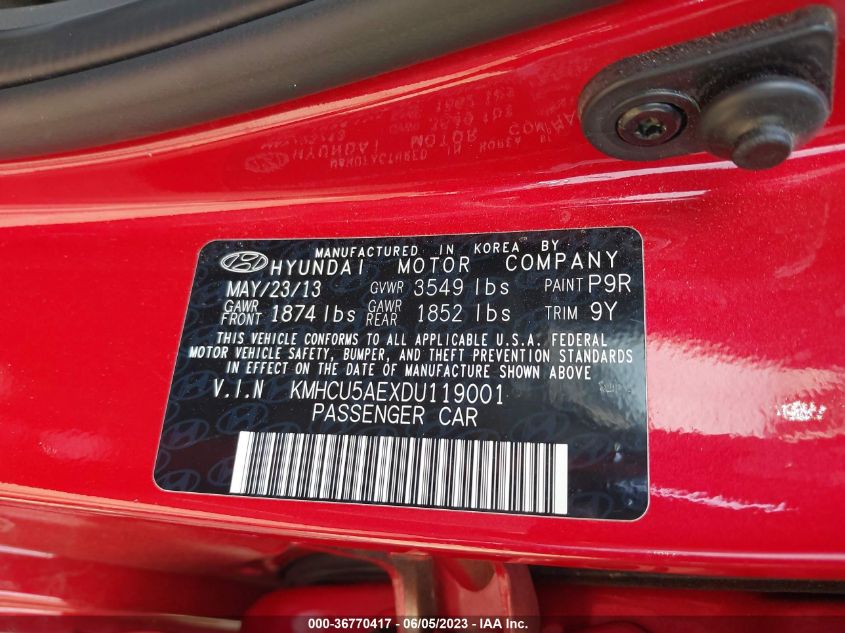 MANUFACTURED IN KOREA BY
HYUNDAI MOTOR COMPANY
MAY/23/13 GVWR 3549 lbs PAINT P9R
GAWR FRONT 1874 lbs GAWR REAR 1852 lbs TRIM 9Y
THIS VEHICLE CONFORMS TO ALL APPLICABLE U.S.A. FEDERAL
MOTOR VEHICLE SAFETY, BUMPER, AND THEFT PREVENTION STANDARDS
IN EFFECT ON THE DATE OF MANUFACTURE SHOWN ABOVE
V.I.N KMHCU5AEXDU119001
PASSENGER CAR
000-36770417 - 06/05/2023 - IAA Inc.